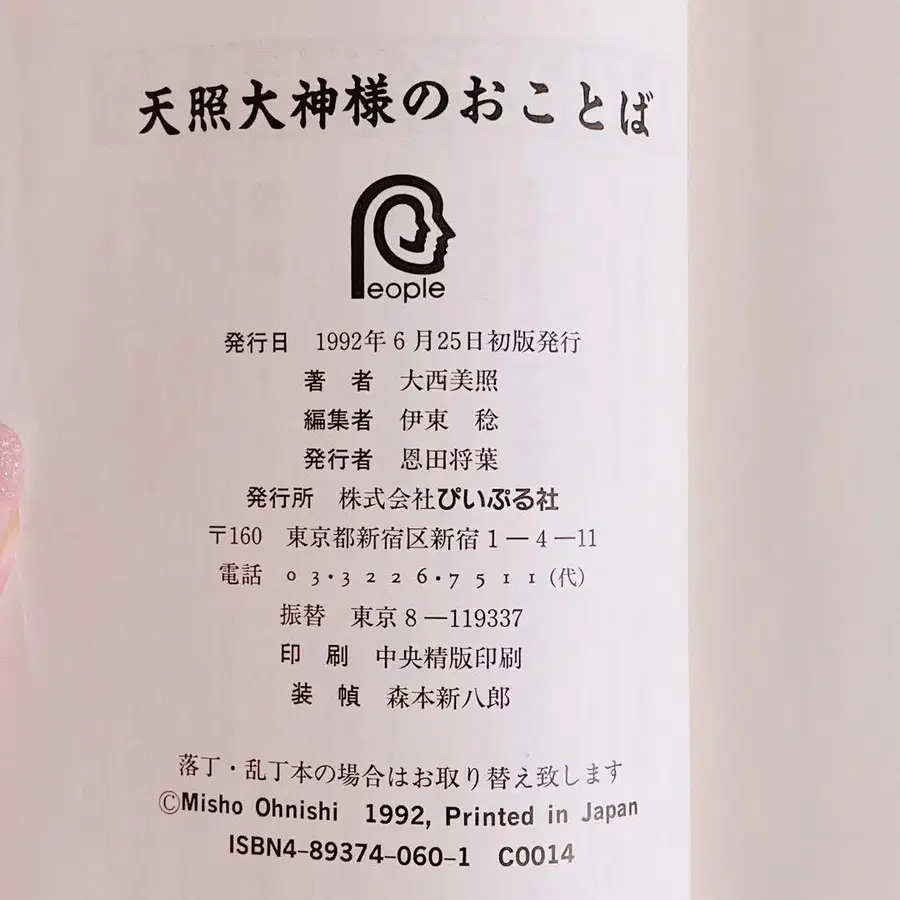 天照大神様のおことば
People
発行日 1992年6月25日初版発行
著 者 大西美照
編集者 伊東 稔
発行者 恩田将葉
発行所 株式会社ぴいぷる社
〒160 東京都新宿区新宿1－4－11
電話 03・3226・7511(代)
振替 東京8－119337
印 刷 中央精版印刷
装 幀 森本新八郎
落丁・乱丁本の場合はお取り替え致します
©Misho Ohnishi 1992, Printed in Japan
ISBN4-89374-060-1 C0014